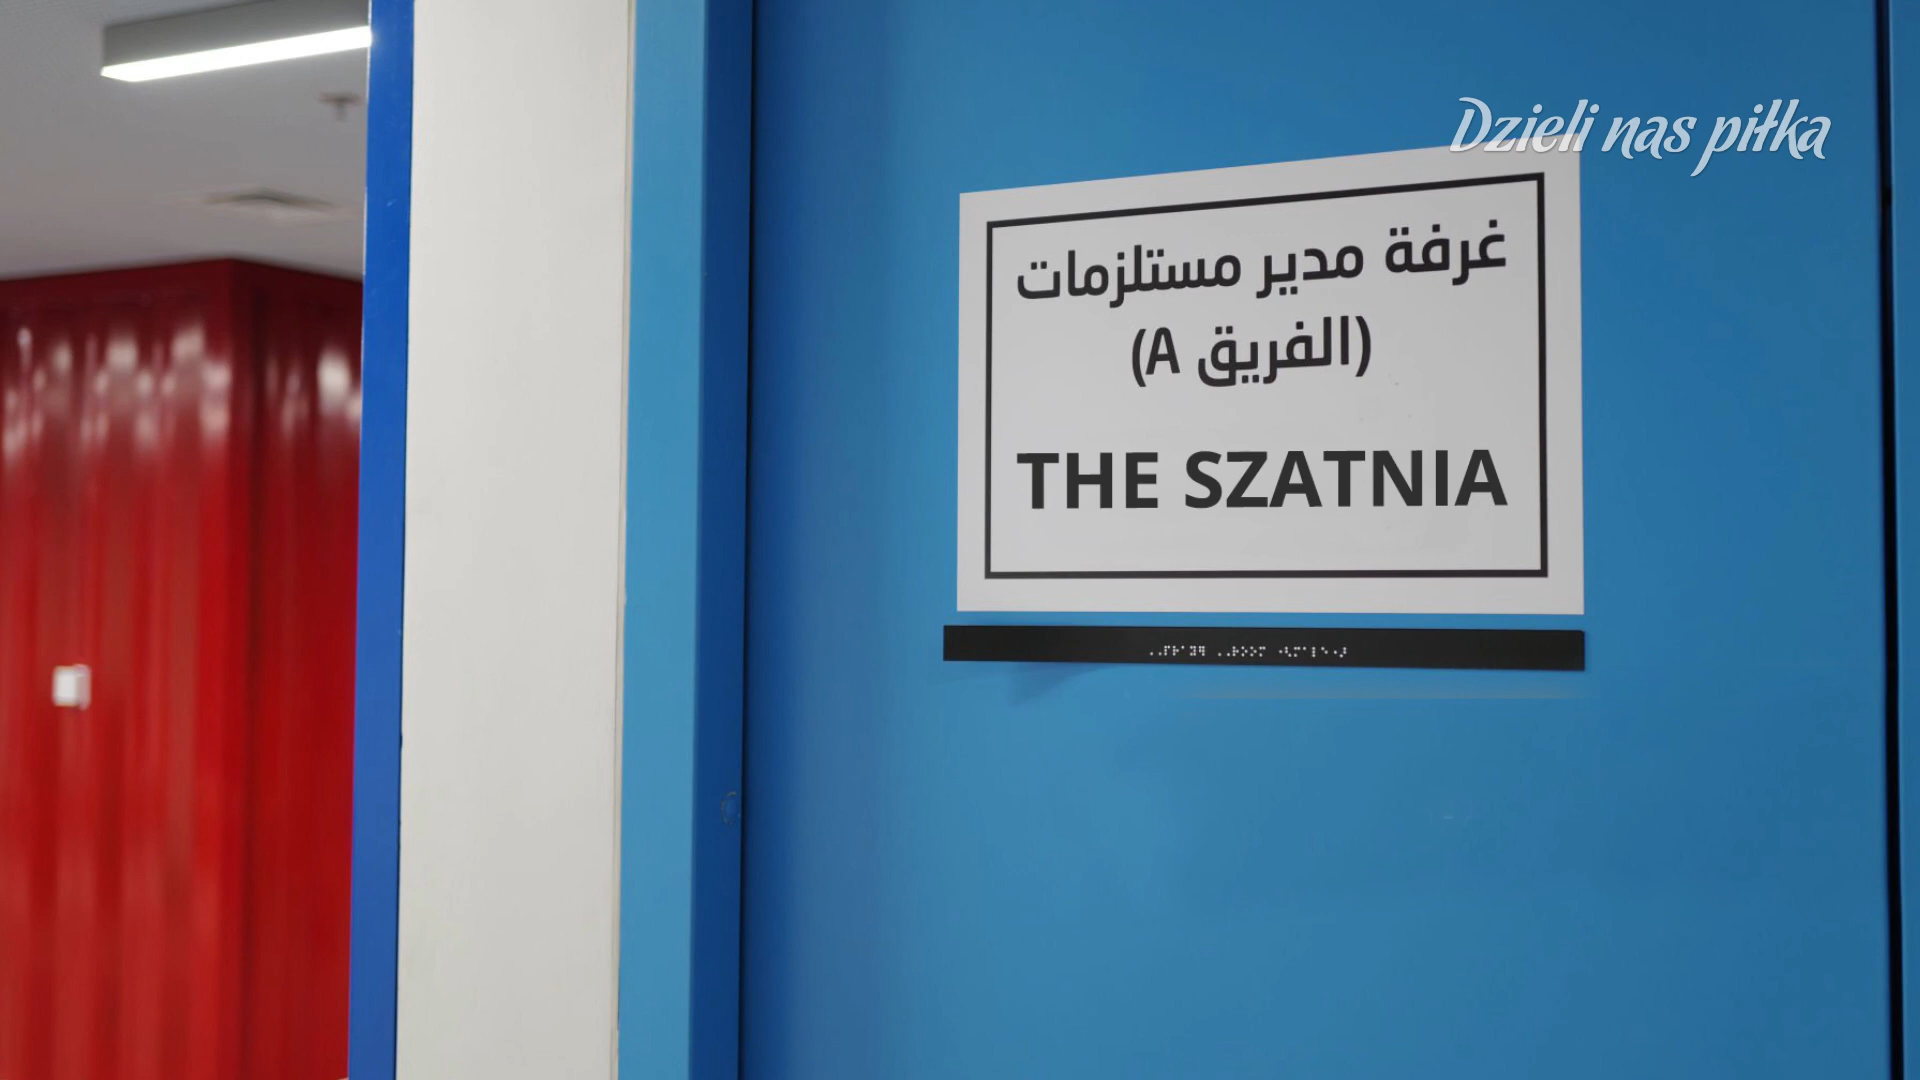 Dzieli nas piłka
غرفة مدير مستلزمات
(الفريق A)
THE SZATNIA